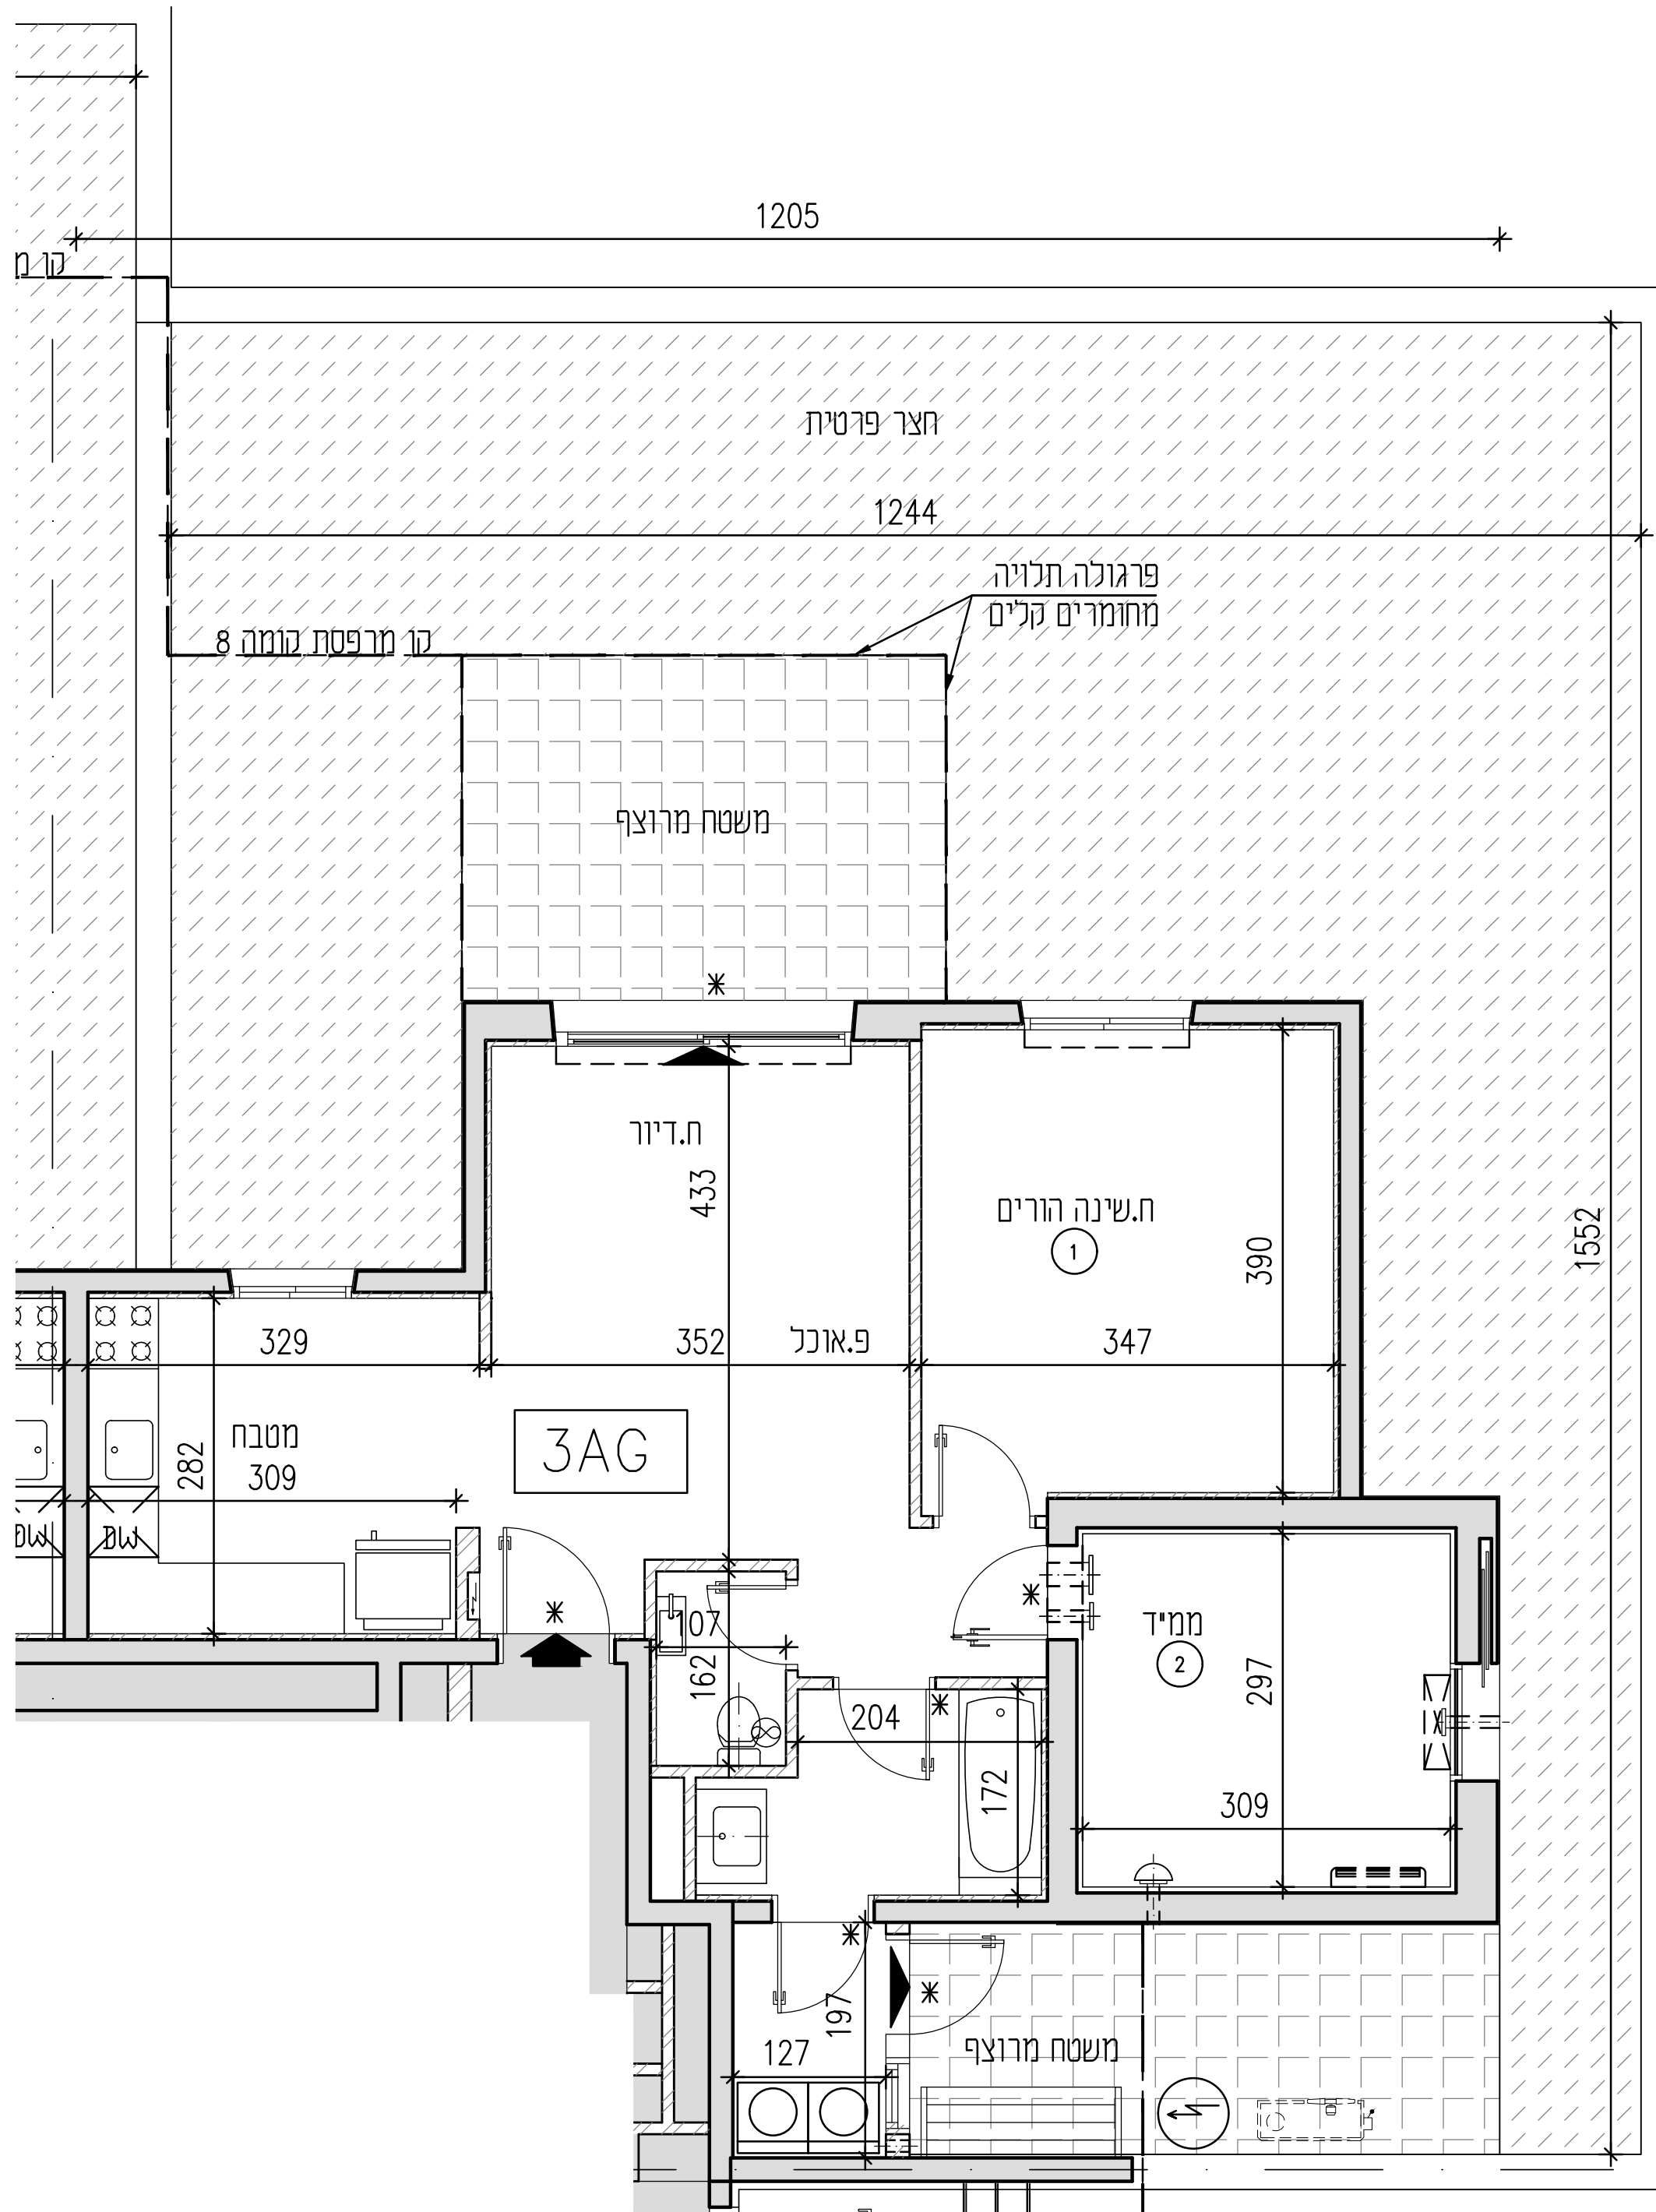 1205
קו מ
חצר פרטית
1244
פרגולה תלויה
מחומרים קלים
קו מרפסת קומה 8
משטח מרוצף
ח.דיור
433
ח.שינה הורים
1
390
1552
329
352
פ.אוכל
347
מטבח
309
282
3AG
DW
DW
107
162
ממ"ד
2
297
204
172
309
197
127
משטח מרוצף